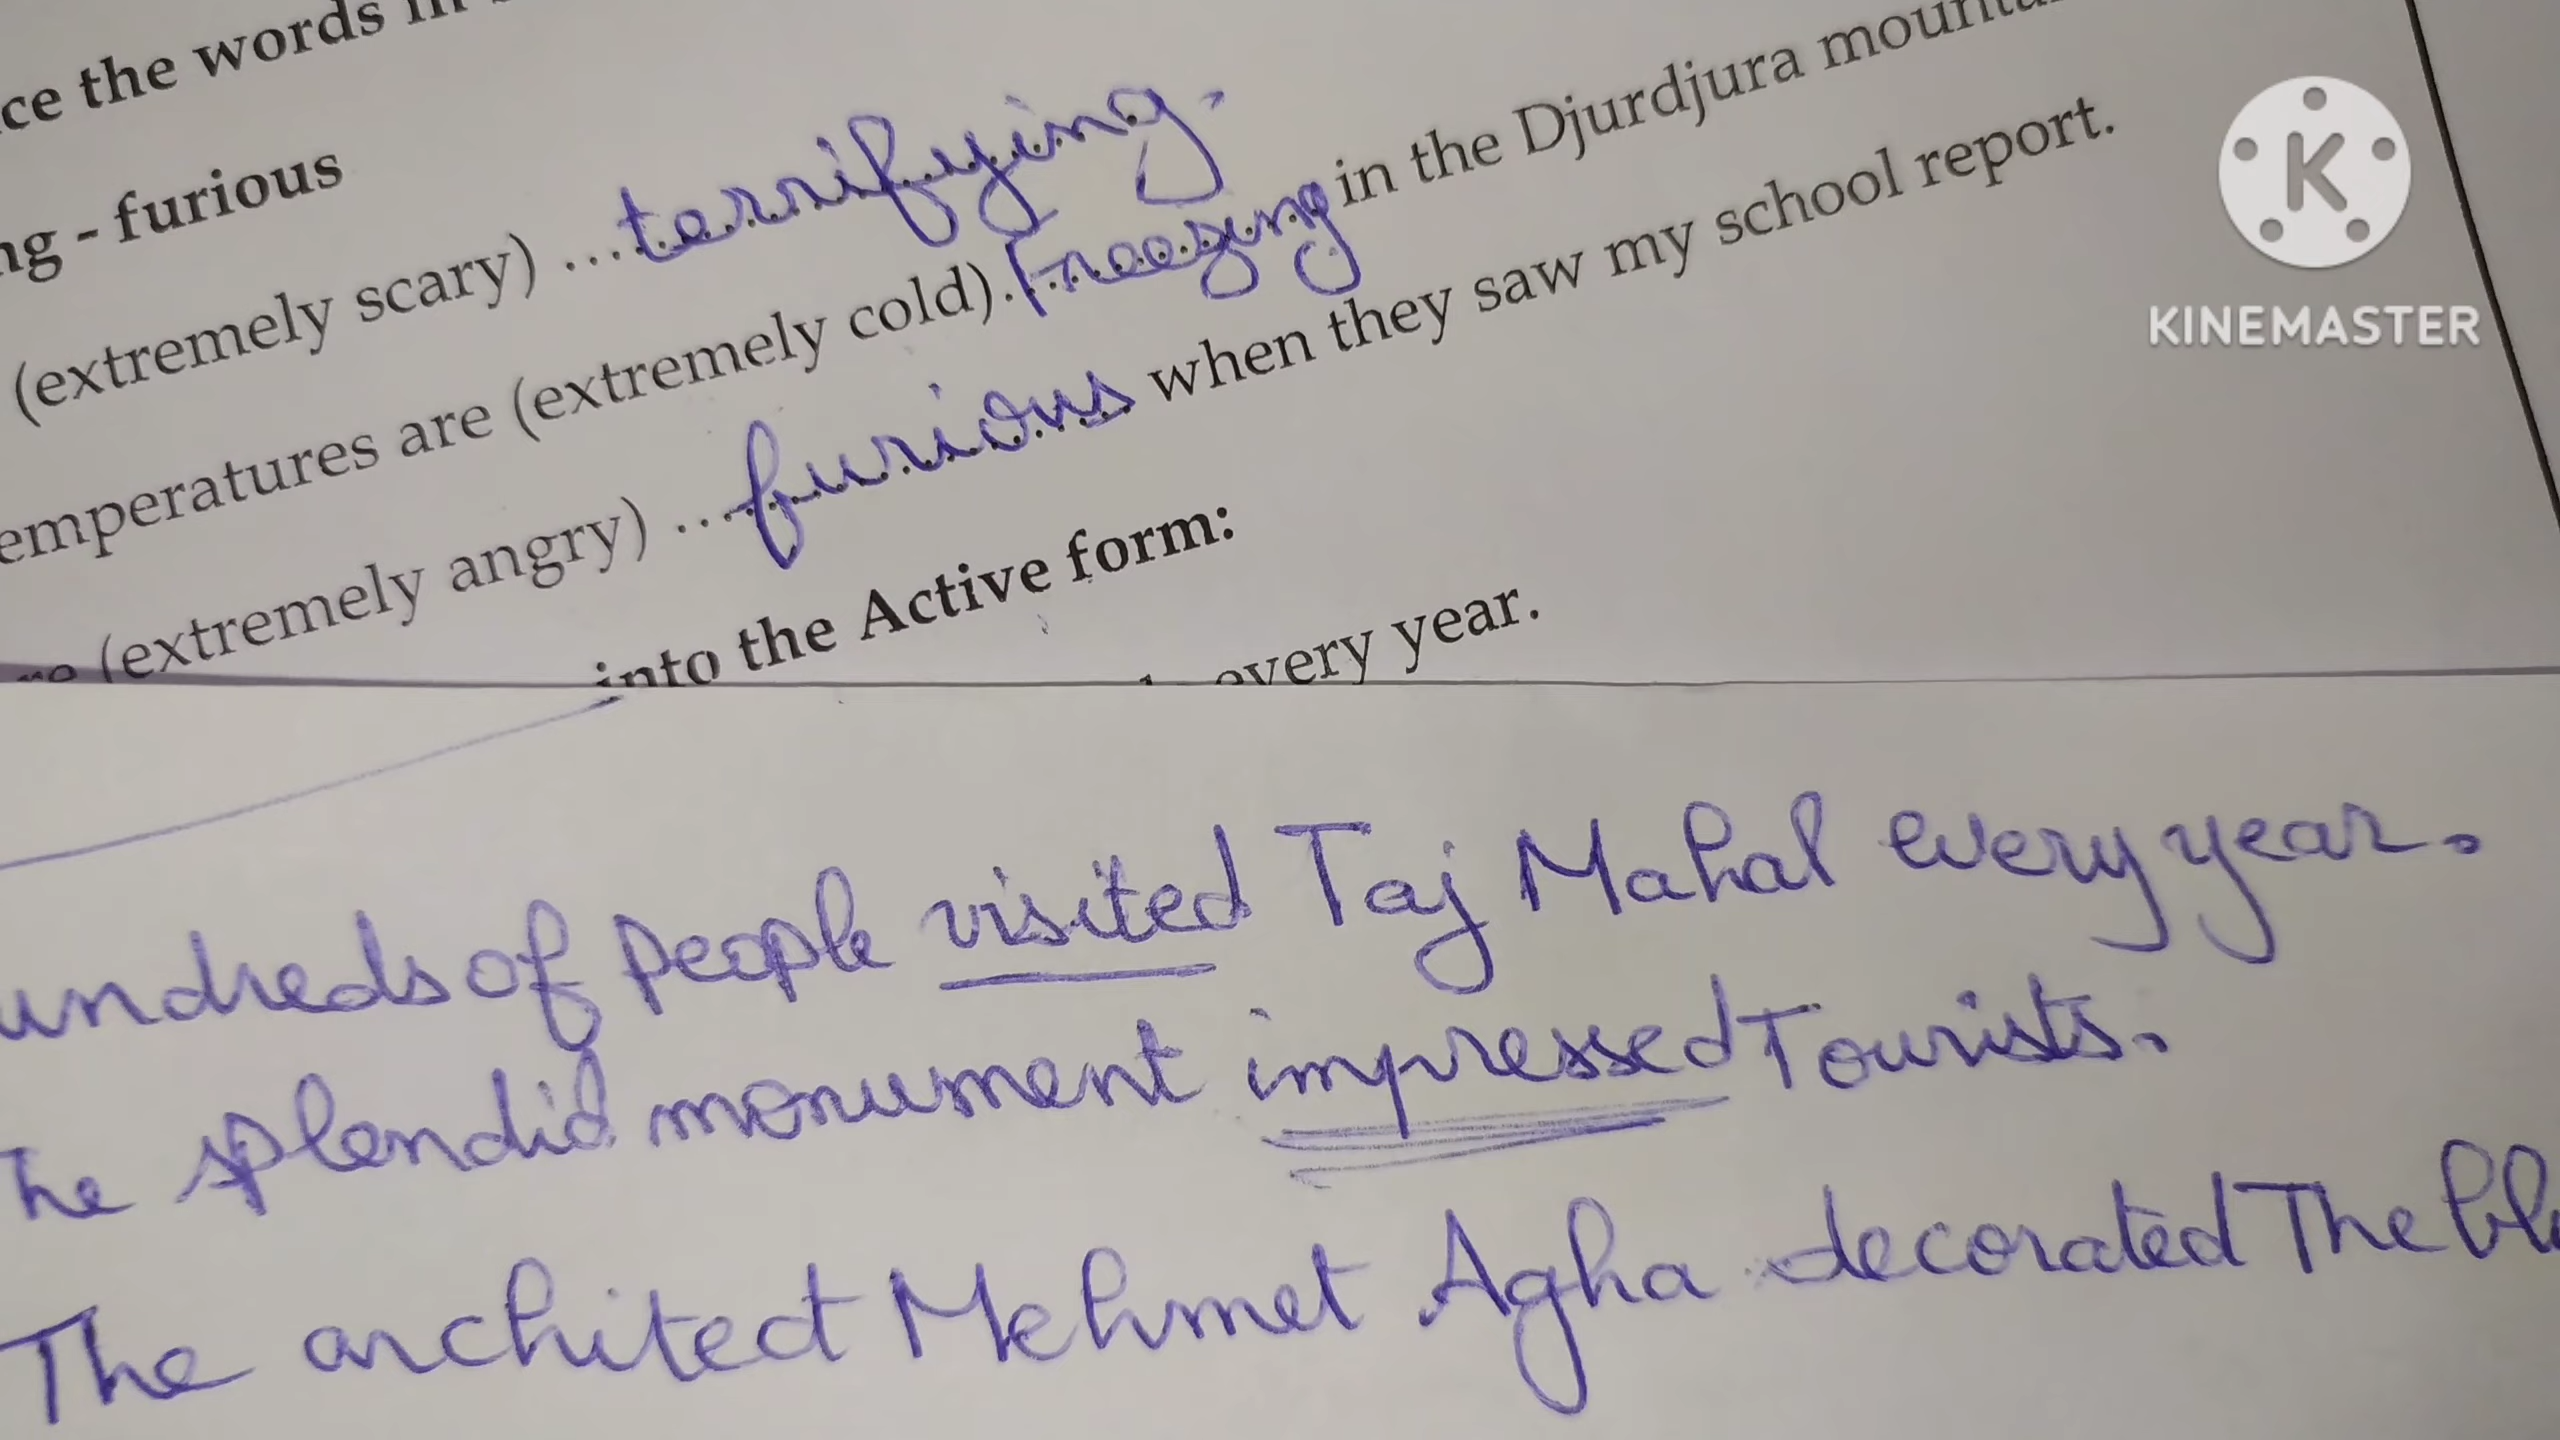 ce the words in
ng - furious
(extremely scary) ...terrifying.
emperatures are (extremely cold)...Freezing in the Djurdjura mounta
(extremely angry) ...furious when they saw my school report.
into the Active form:
every year.
undreds of people visited Taj Mahal every year.
The splendid monument impressed Tourists.
The architect Mehmet Agha decorated The bl
K
KINEMASTER